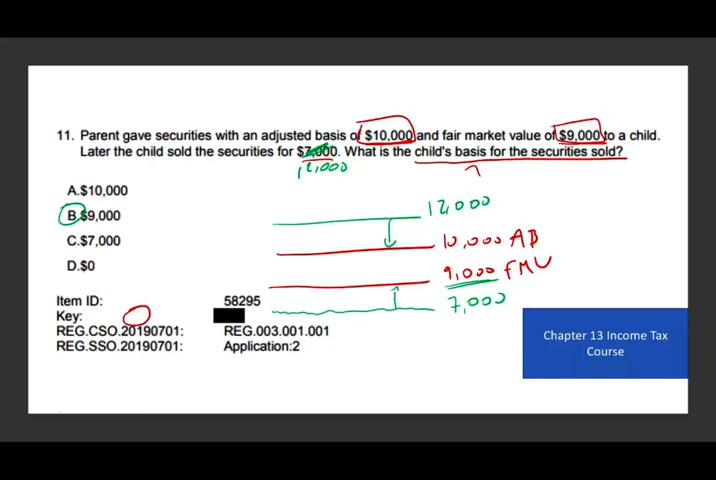 11. Parent gave securities with an adjusted basis of $10,000 and fair market value of $9,000 to a child.
Later the child sold the securities for $7,000. What is the child's basis for the securities sold?
12,000
A.$10,000
B.$9,000
C.$7,000
D.$0
12,000
10,000 AB
9,000 FMV
7,000
Item ID: 58295
Key:
REG.CSO.20190701: REG.003.001.001
REG.SSO.20190701: Application:2
Chapter 13 Income Tax
Course